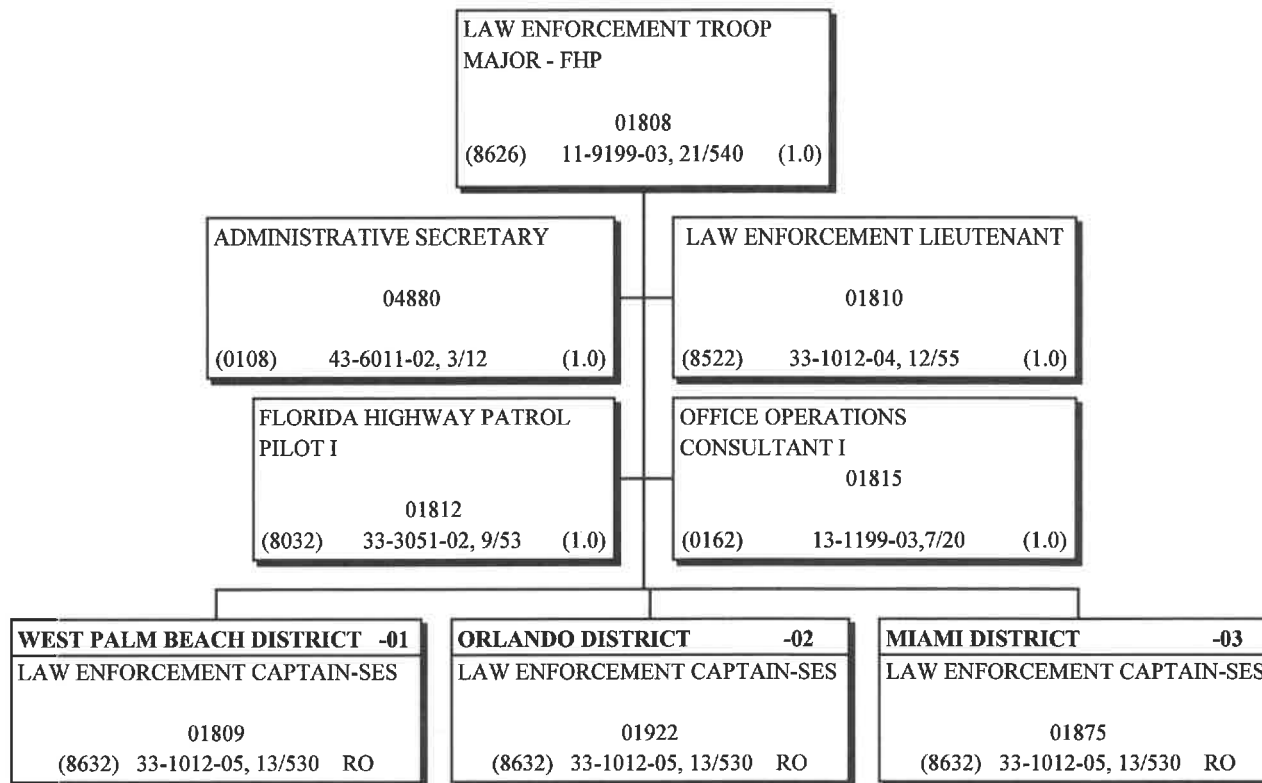 LAW ENFORCEMENT TROOP
MAJOR - FHP
01808
(8626) 11-9199-03, 21/540 (1.0)
ADMINISTRATIVE SECRETARY
04880
(0108) 43-6011-02, 3/12 (1.0)
LAW ENFORCEMENT LIEUTENANT
01810
(8522) 33-1012-04, 12/55 (1.0)
FLORIDA HIGHWAY PATROL
PILOT I
01812
(8032) 33-3051-02, 9/53 (1.0)
OFFICE OPERATIONS
CONSULTANT I
01815
(0162) 13-1199-03,7/20 (1.0)
WEST PALM BEACH DISTRICT -01
LAW ENFORCEMENT CAPTAIN-SES
01809
(8632) 33-1012-05, 13/530 RO
ORLANDO DISTRICT -02
LAW ENFORCEMENT CAPTAIN-SES
01922
(8632) 33-1012-05, 13/530 RO
MIAMI DISTRICT -03
LAW ENFORCEMENT CAPTAIN-SES
01875
(8632) 33-1012-05, 13/530 RO